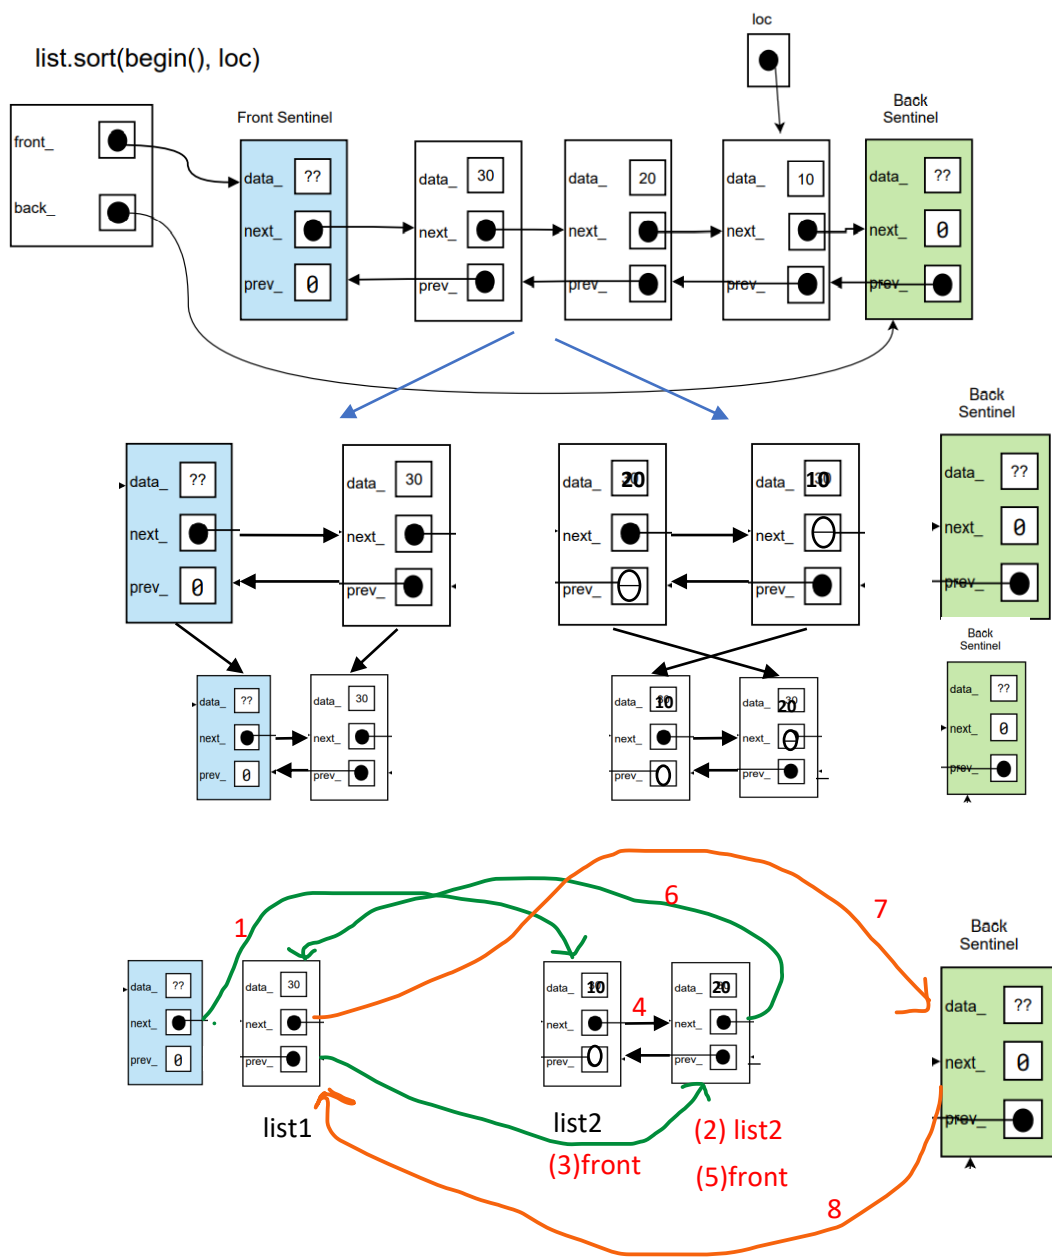 loc
list.sort(begin(), loc)
Front Sentinel
Back
Sentinel
front_
back_
data_ ??
next_
prev_ 0
data_ 30
next_
prev_
data_ 20
next_
prev_
data_ 10
next_
prev_
data_ ??
next_ 0
prev_
Back
Sentinel
data_ ??
next_
prev_ 0
data_ 30
next_
prev_
data_ 20
next_
prev_ 0
data_ 10
next_ 0
prev_
data_ ??
next_ 0
prev_
Back
Sentinel
data_ ??
next_
prev_ 0
data_ 30
next_
prev_
data_ 10
next_
prev_ 0
data_ 20
next_ 0
prev_
data_ ??
next_ 0
prev_
1
6
7
Back
Sentinel
data_ ??
next_
prev_ 0
data_ 30
next_
prev_
data_ 10
next_
prev_ 0
4
data_ 20
next_
prev_
data_ ??
next_ 0
prev_
list1
list2
(3)front
(2) list2
(5)front
8